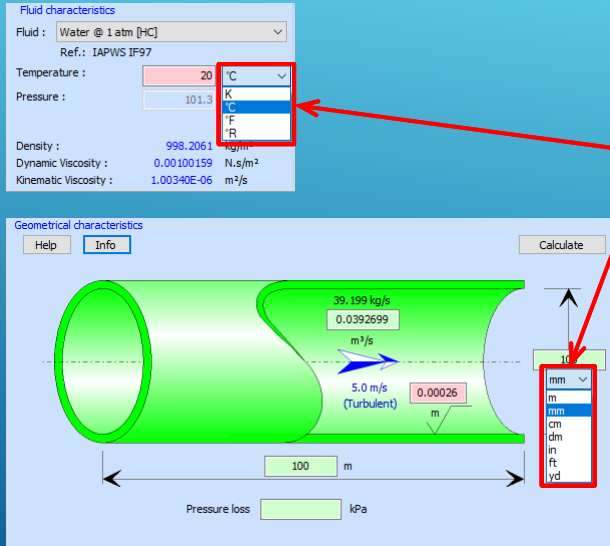 Fluid characteristics
Fluid : Water @ 1 atm [HC]
Ref.: IAPWS IF97
Temperature : 20 °C
K
°C
°F
°R
Pressure : 101.3
Density : 998.2061 kg/m³
Dynamic Viscosity : 0.00100159 N.s/m²
Kinematic Viscosity : 1.00340E-06 m²/s
Geometrical characteristics
Help Info Calculate
39.199 kg/s
0.0392699
m³/s
5.0 m/s
(Turbulent)
0.00026
m
mm
m
mm
cm
dm
in
ft
yd
100 m
Pressure loss kPa